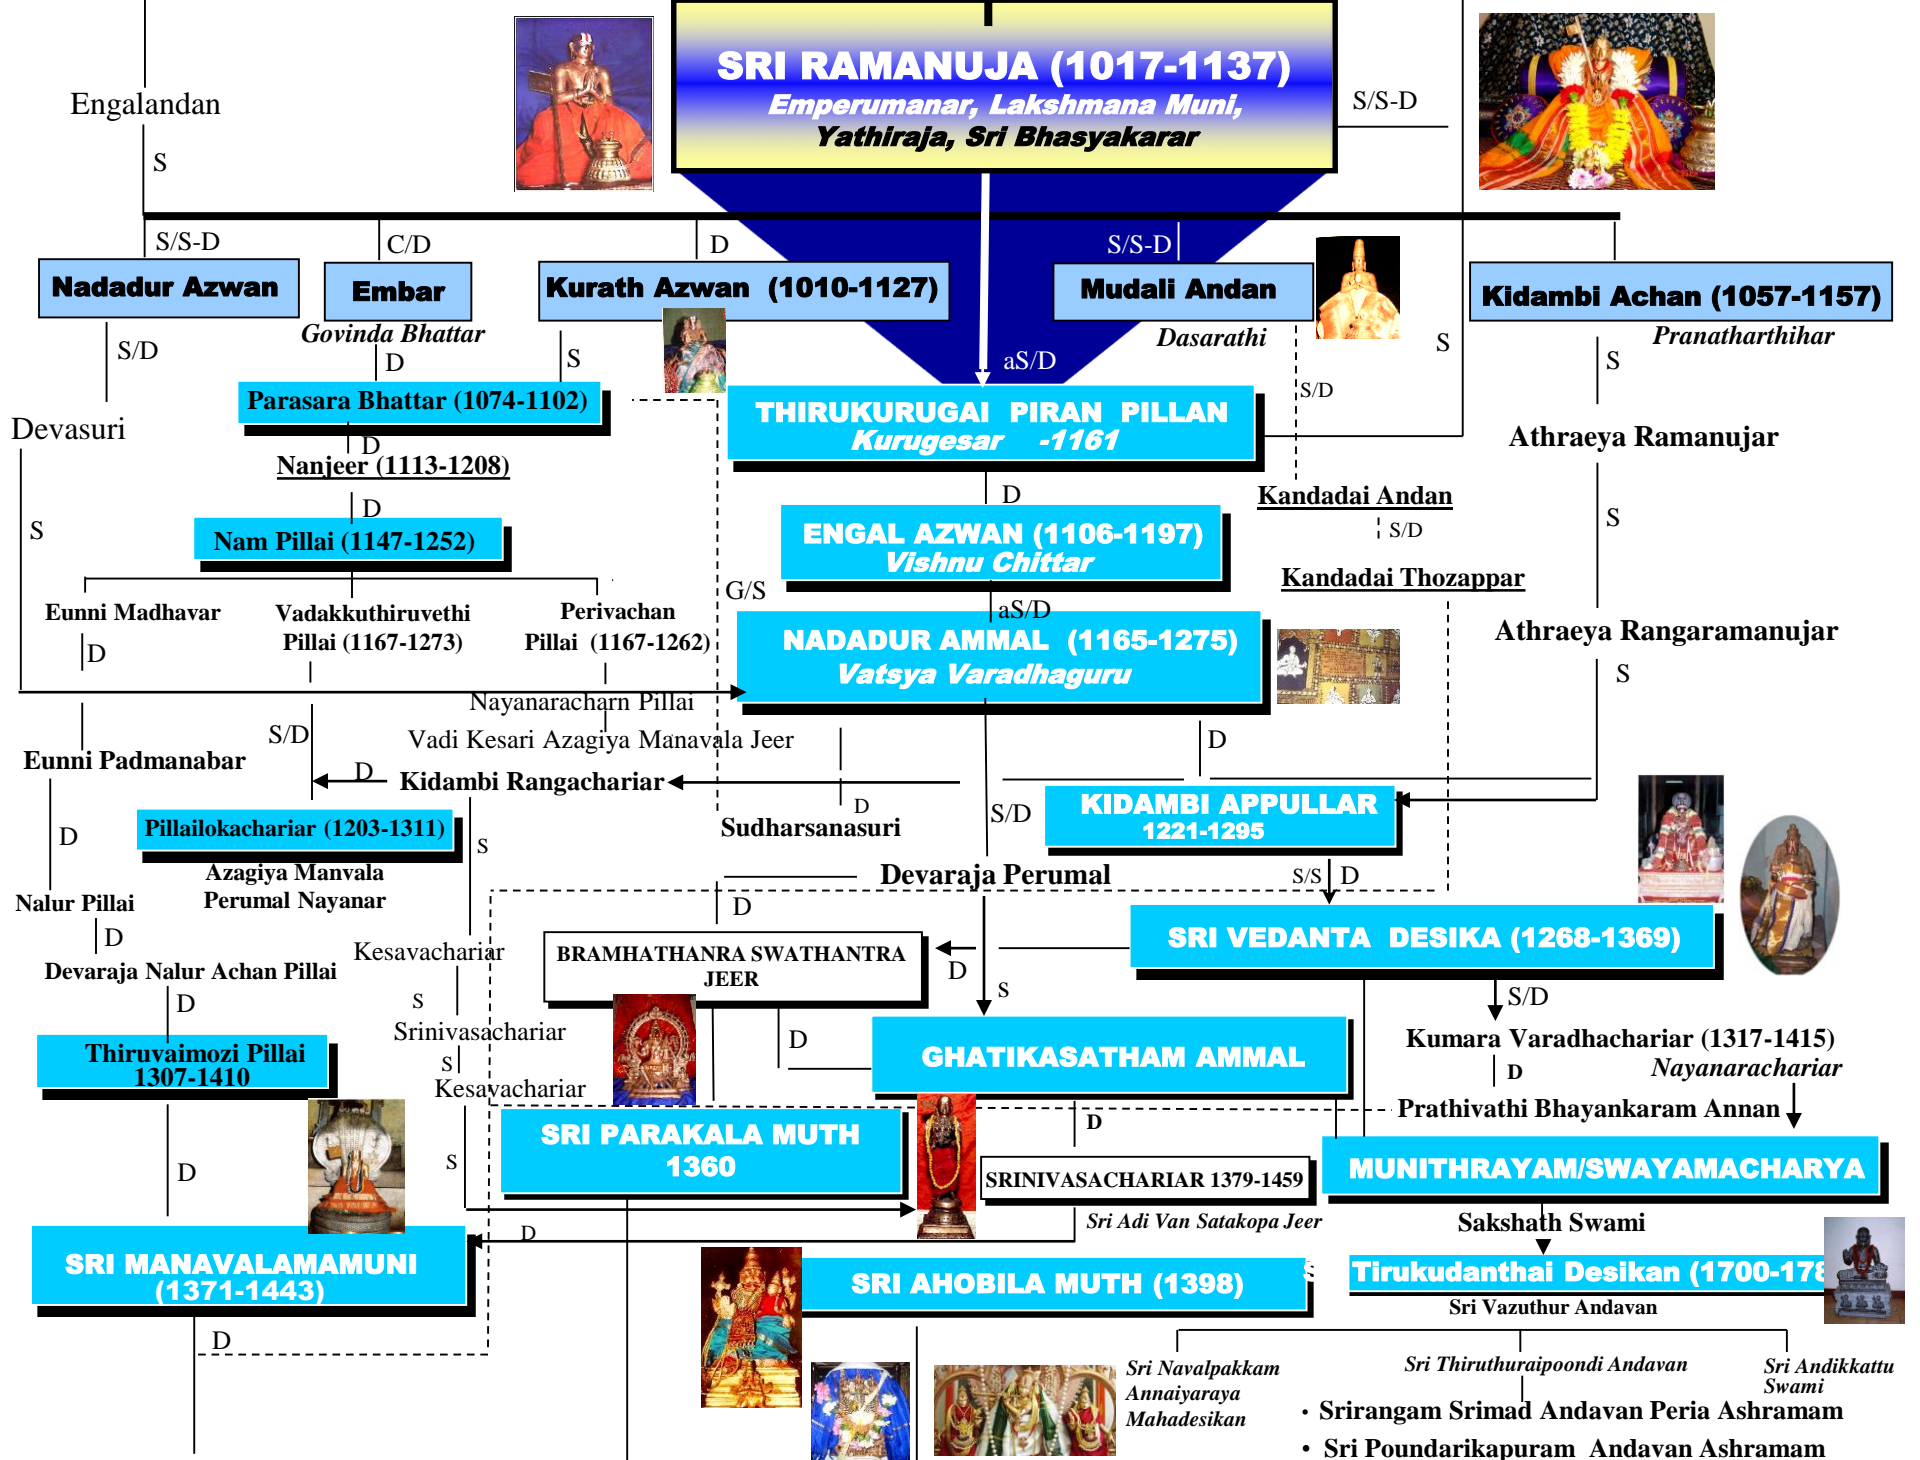 SRI RAMANUJA (1017-1137)
Emperumanar, Lakshmana Muni,
Yathiraja, Sri Bhasyakarar
S/S-D
Engalandan
S
S/S-D
C/D
D
S/S-D
Nadadur Azwan
Embar
Kurath Azwan (1010-1127)
Mudali Andan
Kidambi Achan (1057-1157)
Govinda Bhattar
Dasarathi
Pranatharthihar
S/D
D
S
aS/D
S/D
S
S
Parasara Bhattar (1074-1102)
THIRUKURUGAI PIRAN PILLAN
Kurugesar -1161
Devasuri
D
Athraeya Ramanujar
Nanjeer (1113-1208)
D
D
Kandadai Andan
S
S/D
S
Nam Pillai (1147-1252)
ENGAL AZWAN (1106-1197)
Vishnu Chittar
Kandadai Thozappar
G/S
aS/D
Eunni Madhavar
Vadakkuthiruvethi
Pillai (1167-1273)
Perivachan
Pillai (1167-1262)
NADADUR AMMAL (1165-1275)
Vatsya Varadhaguru
Athraeya Rangaramanujar
D
S
Nayanaracharn Pillai
S/D
Vadi Kesari Azagiya Manavala Jeer
D
Eunni Padmanabar
D
Kidambi Rangachariar
D
S/D
KIDAMBI APPULLAR
1221-1295
Pillailokachariar (1203-1311)
Sudharsanasuri
D
S
Azagiya Manvala
Perumal Nayanar
Devaraja Perumal
S/S
D
Nalur Pillai
D
D
SRI VEDANTA DESIKA (1268-1369)
Kesavachariar
BRAMHATHANRA SWATHANTRA
JEER
D
Devaraja Nalur Achan Pillai
D
S
S
S/D
Srinivasachariar
D
Kumara Varadhachariar (1317-1415)
Nayanarachariar
Thiruvaimozi Pillai
1307-1410
S
GHATIKASATHAM AMMAL
D
Kesavachariar
Prathivathi Bhayankaram Annan
D
SRI PARAKALA MUTH
1360
D
S
SRINIVASACHARIAR 1379-1459
MUNITHRAYAM/SWAYAMACHARYA
Sri Adi Van Satakopa Jeer
Sakshath Swami
D
SRI MANAVALAMAMUNI
(1371-1443)
SRI AHOBILA MUTH (1398)
S
Tirukudanthai Desikan (1700-178
Sri Vazuthur Andavan
D
Sri Navalpakkam
Annaiyaraya
Mahadesikan
Sri Thiruthuraipoondi Andavan
Sri Andikkattu
Swami
• Srirangam Srimad Andavan Peria Ashramam
• Sri Poundarikapuram Andavan Ashramam